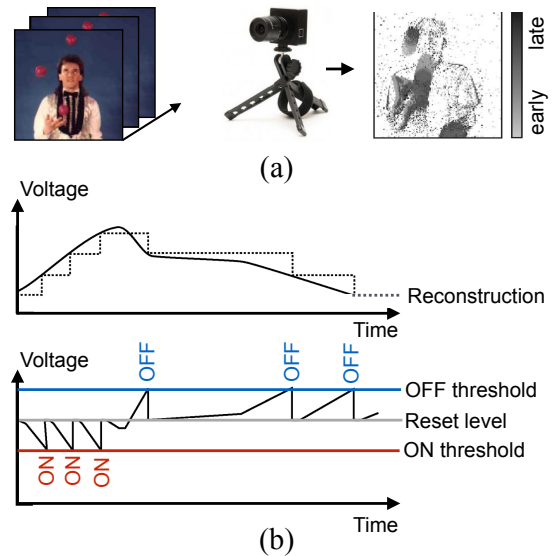 late
early
(a)
Voltage
Reconstruction
Time
Voltage
OFF
OFF
OFF
OFF threshold
Reset level
ON threshold
ON
ON
ON
Time
(b)